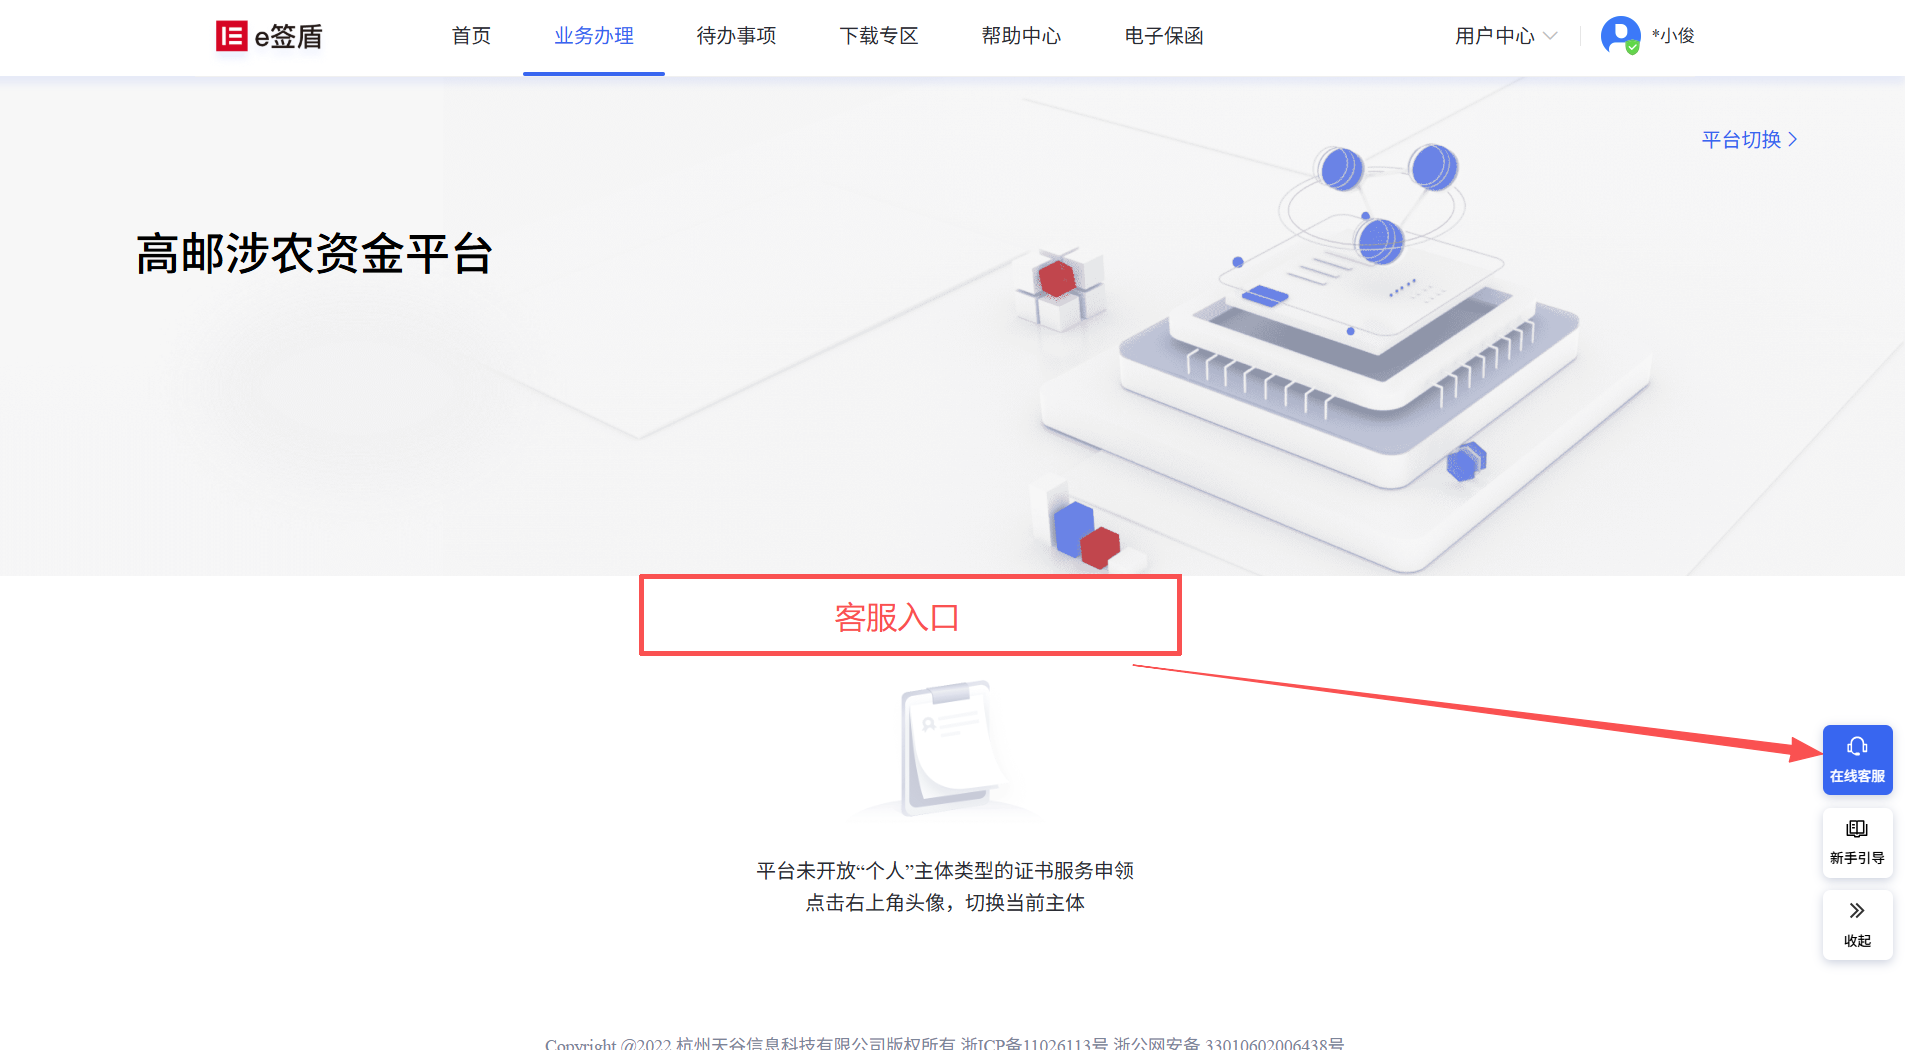 e签盾
首页
业务办理
待办事项
下载专区
帮助中心
电子保函
用户中心
*小俊
平台切换
高邮涉农资金平台
客服入口
在线客服
新手引导
收起
平台未开放“个人”主体类型的证书服务申领
点击右上角头像，切换当前主体
Copyright @2022 杭州天谷信息科技有限公司版权所有 浙ICP备11026113号 浙公网安备 33010602006438号